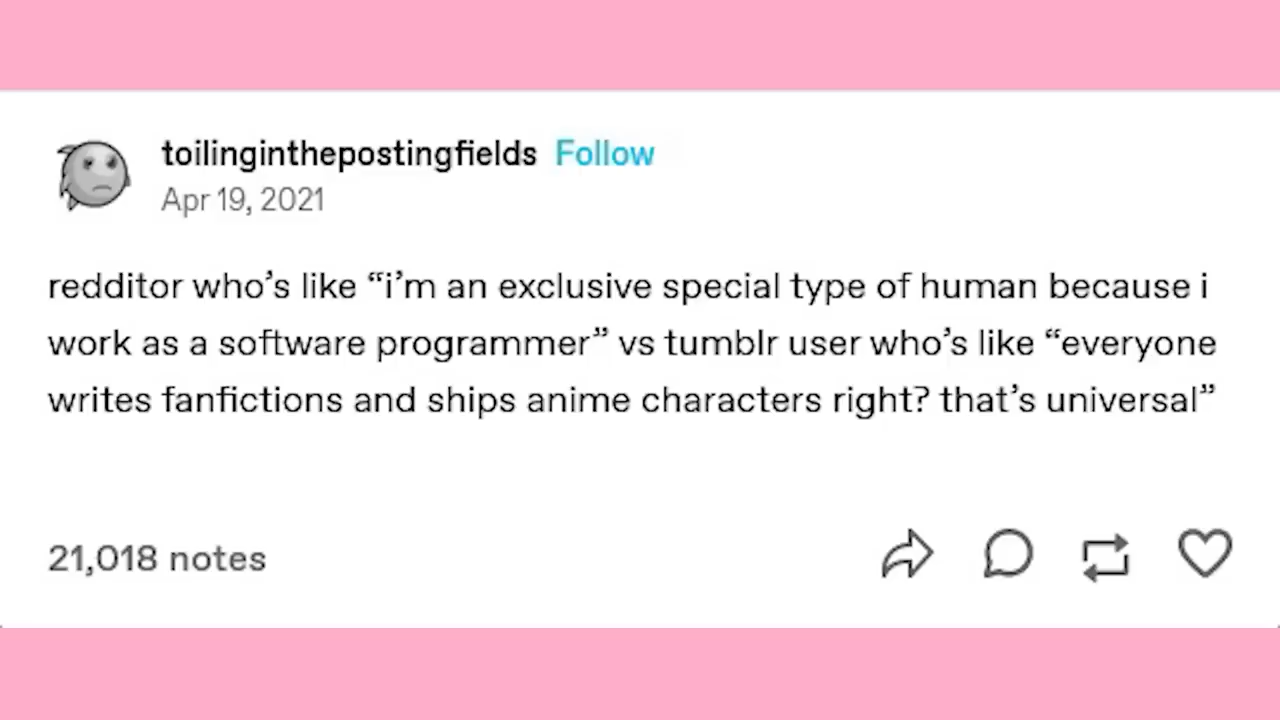 toilinginthepostingfields Follow
Apr 19, 2021
redditor who’s like “i’m an exclusive special type of human because i
work as a software programmer” vs tumblr user who’s like “everyone
writes fanfictions and ships anime characters right? that’s universal”
21,018 notes